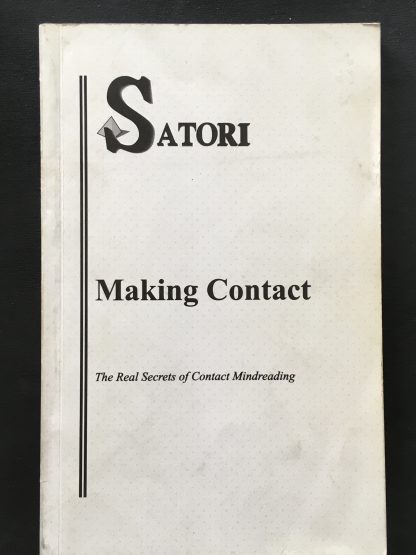 SATORI
Making Contact
The Real Secrets of Contact Mindreading